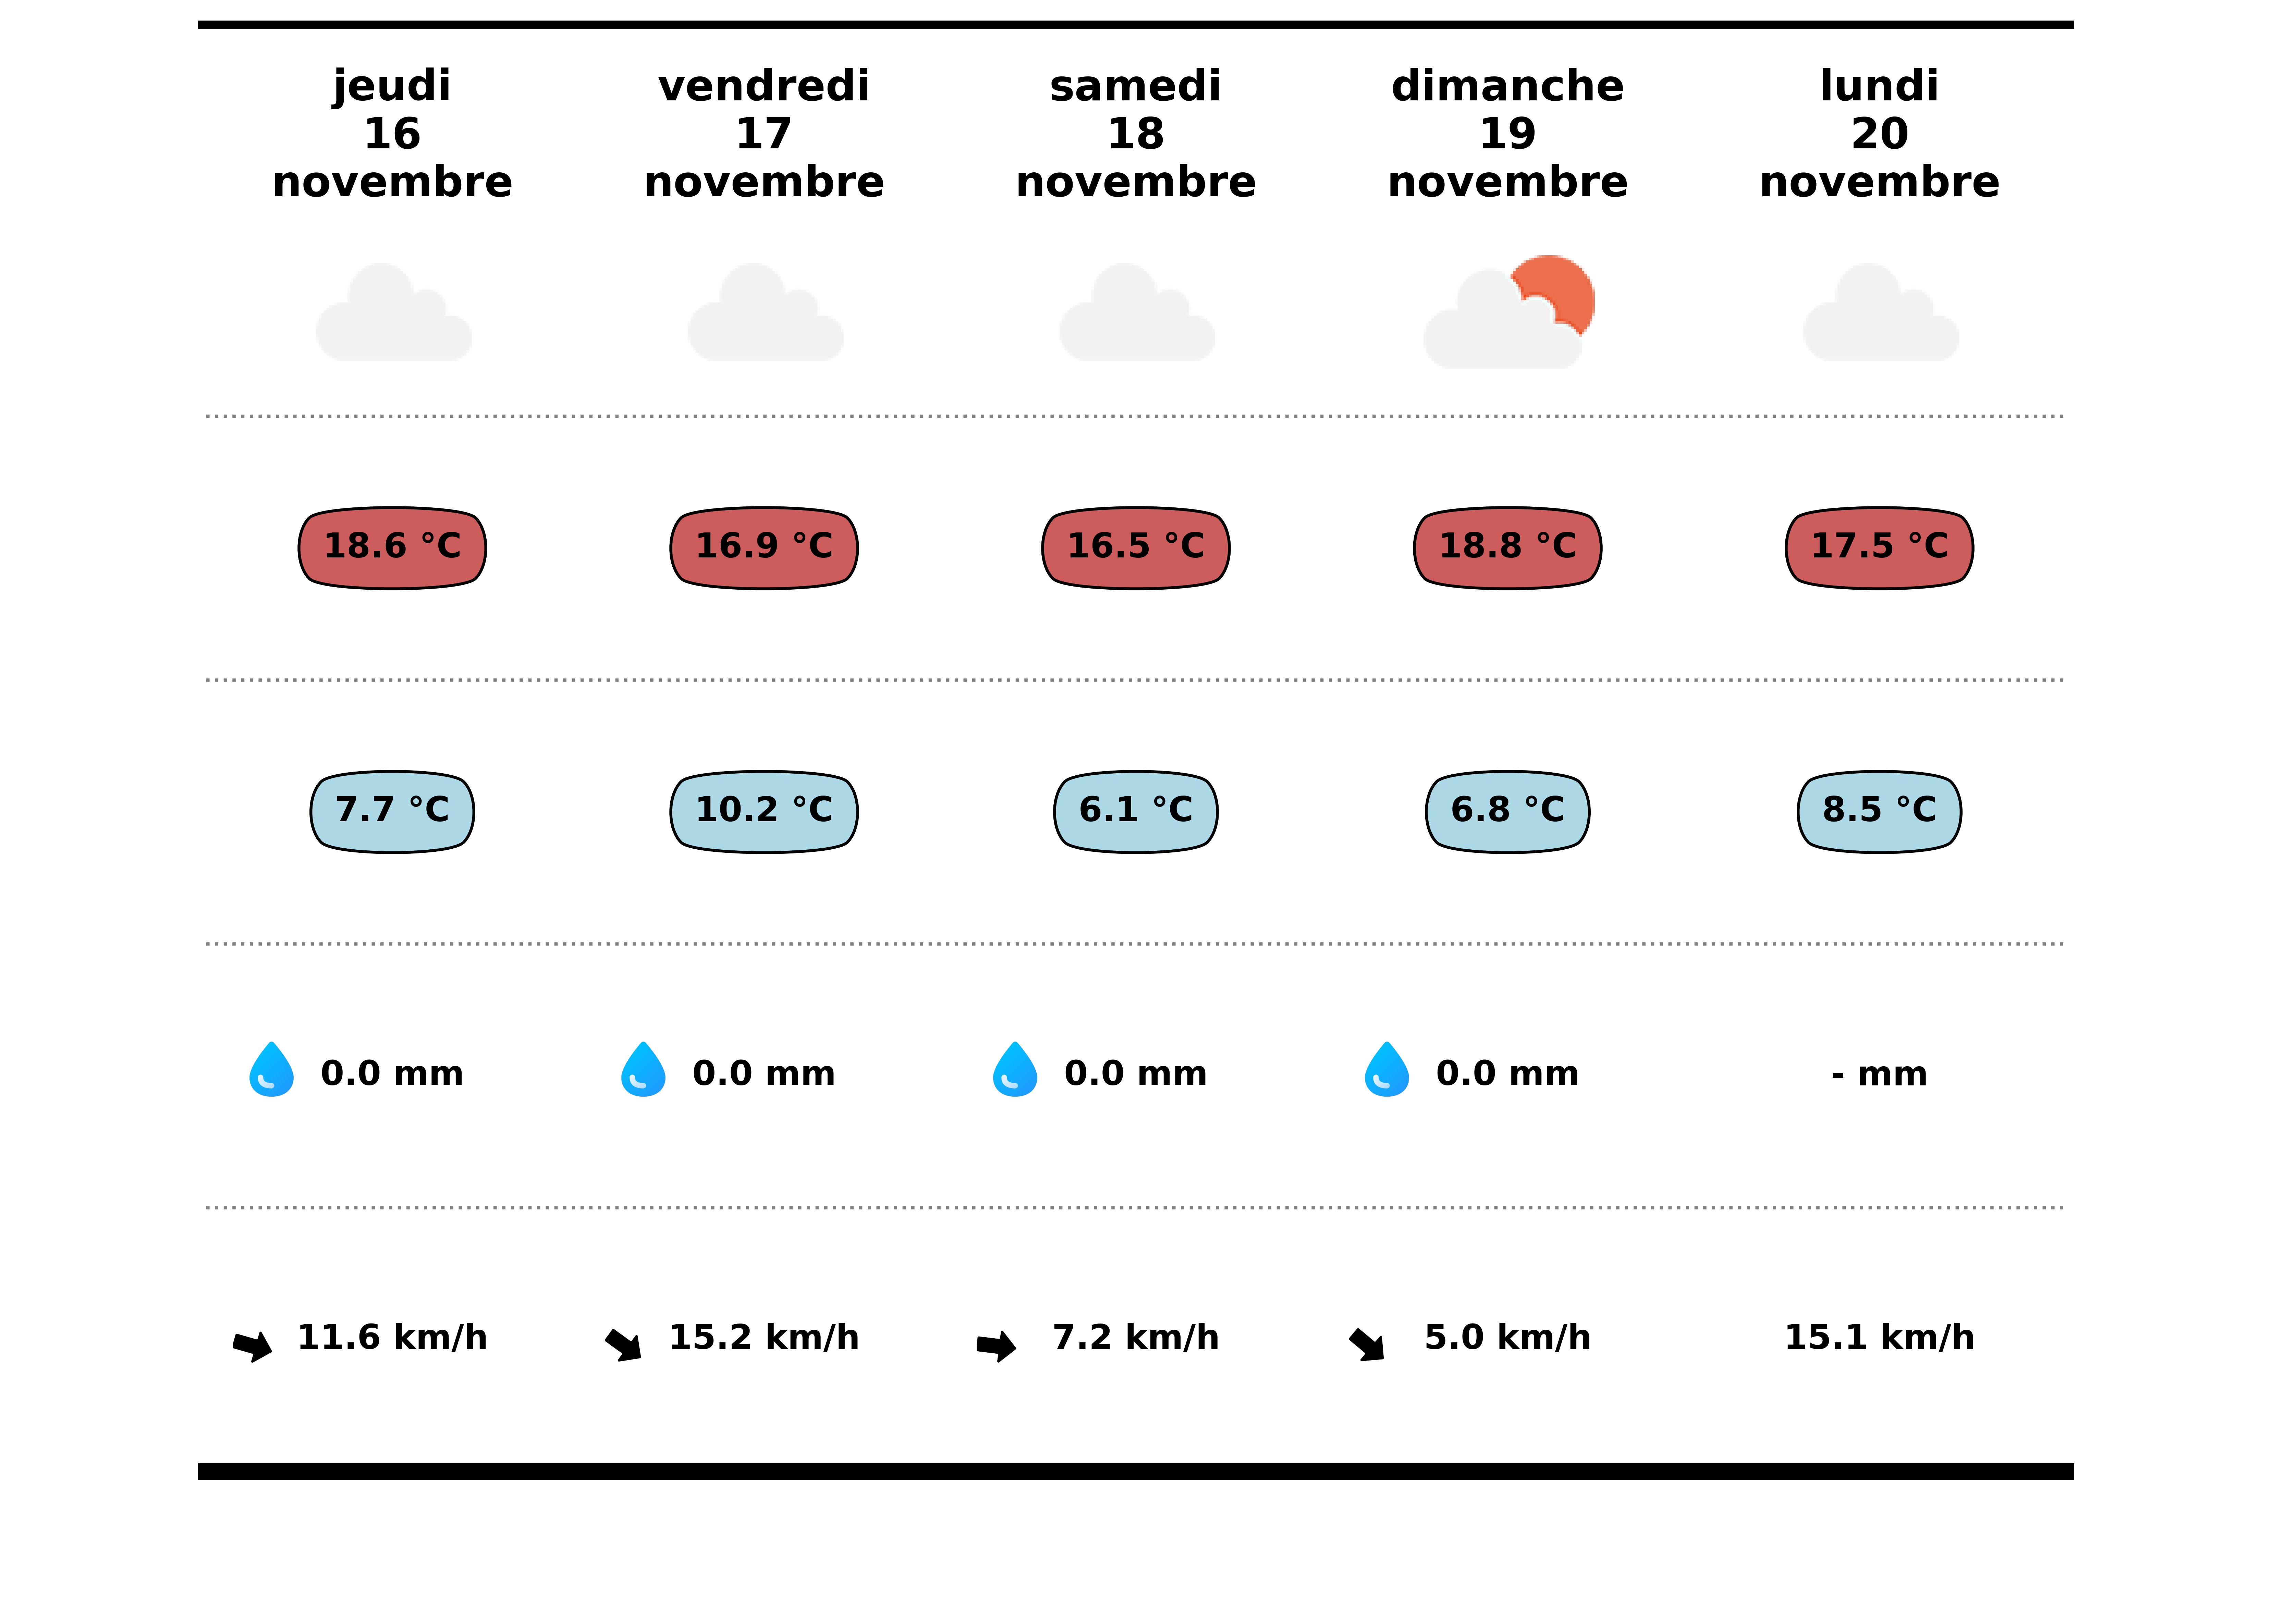 jeudi
16
novembre
vendredi
17
novembre
samedi
18
novembre
dimanche
19
novembre
lundi
20
novembre
18.6 °C
16.9 °C
16.5 °C
18.8 °C
17.5 °C
7.7 °C
10.2 °C
6.1 °C
6.8 °C
8.5 °C
0.0 mm
0.0 mm
0.0 mm
0.0 mm
- mm
11.6 km/h
15.2 km/h
7.2 km/h
5.0 km/h
15.1 km/h